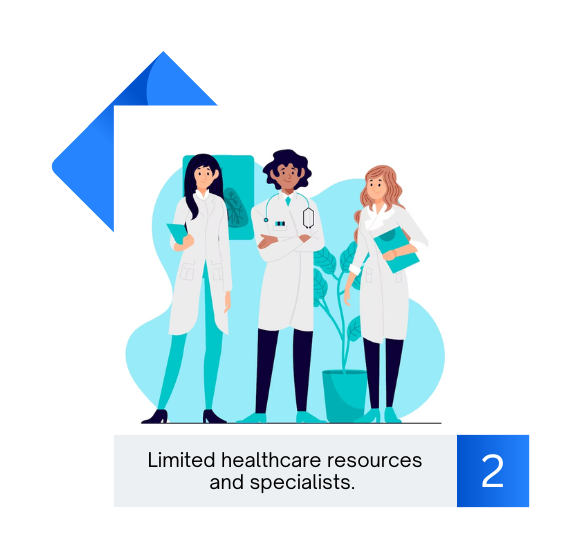 Limited healthcare resources
and specialists.
2